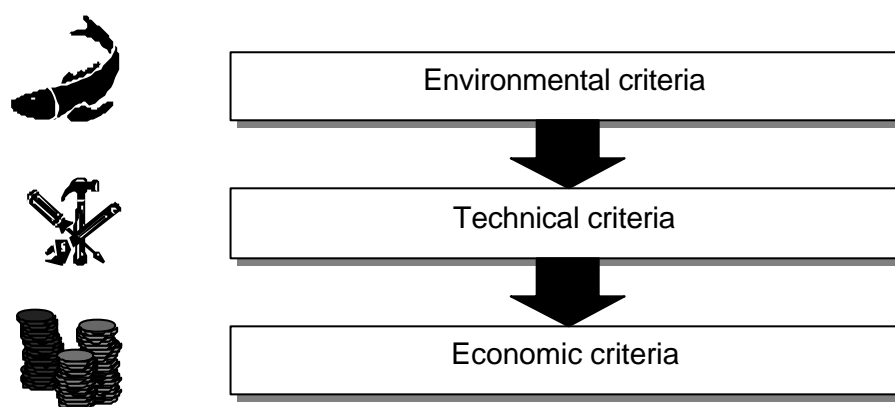 Environmental criteria
Technical criteria
Economic criteria